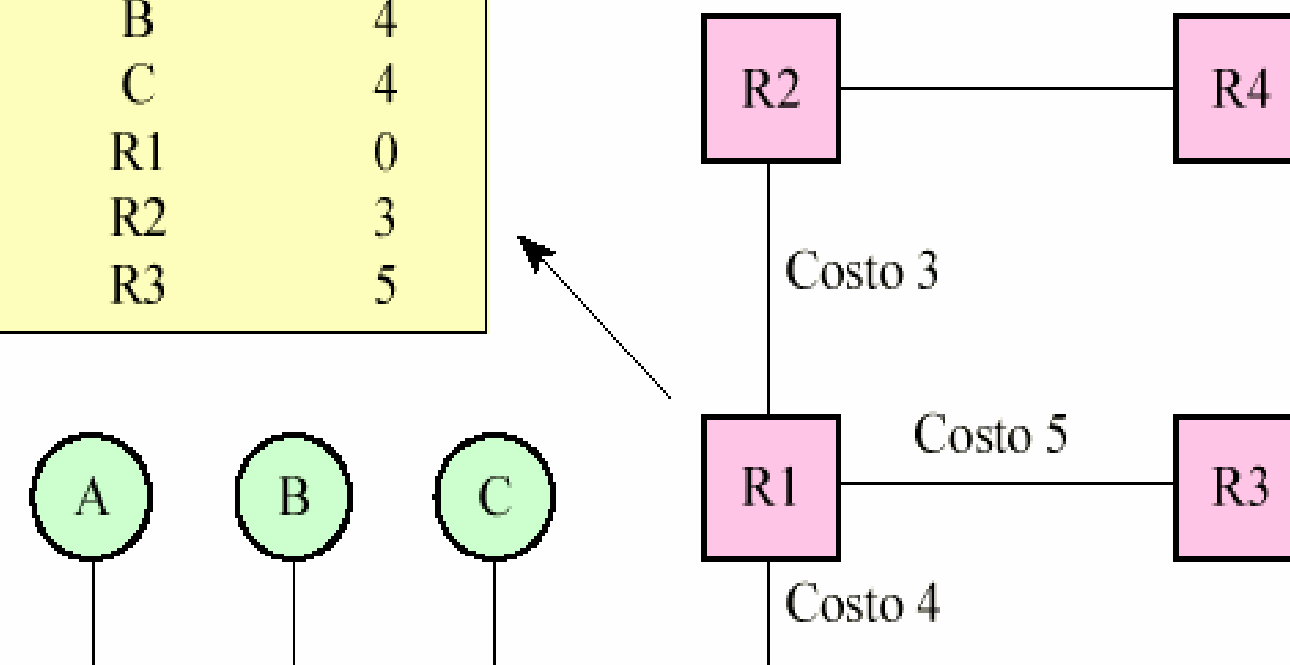 B 4
C 4
R1 0
R2 3
R3 5
R2
R4
Costo 3
Costo 5
R1
R3
Costo 4
A
B
C